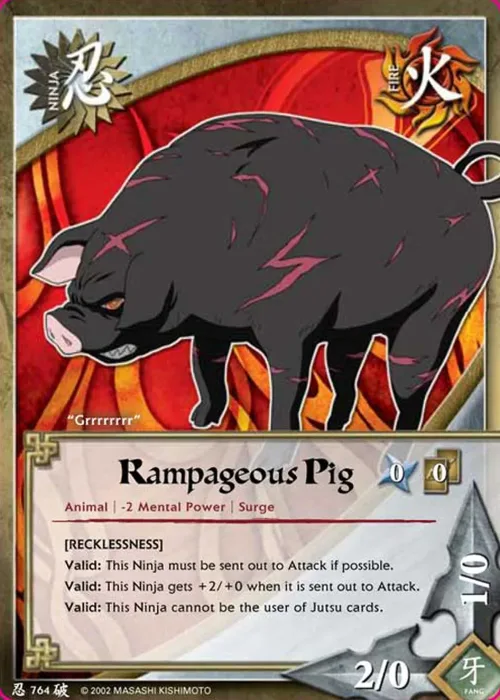 NINJA 忍
FIRE 火
“Grrrrrrrr”
Rampageous Pig 0 0
Animal | -2 Mental Power | Surge
[RECKLESSNESS]
Valid: This Ninja must be sent out to Attack if possible.
Valid: This Ninja gets +2/+0 when it is sent out to Attack.
Valid: This Ninja cannot be the user of Jutsu cards.
1/0
2/0
牙
FANG
忍 764 破 © 2002 MASASHI KISHIMOTO